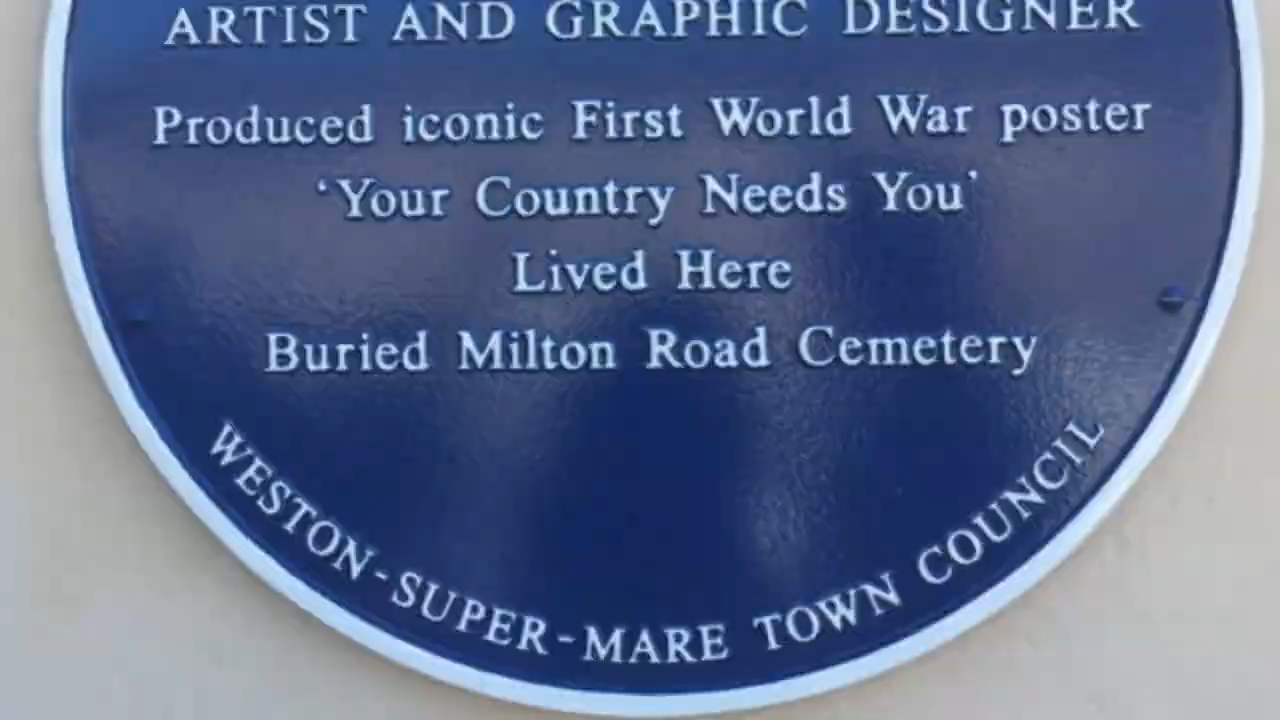 ARTIST AND GRAPHIC DESIGNER
Produced iconic First World War poster
‘Your Country Needs You’
Lived Here
Buried Milton Road Cemetery
WESTON-SUPER-MARE TOWN COUNCIL